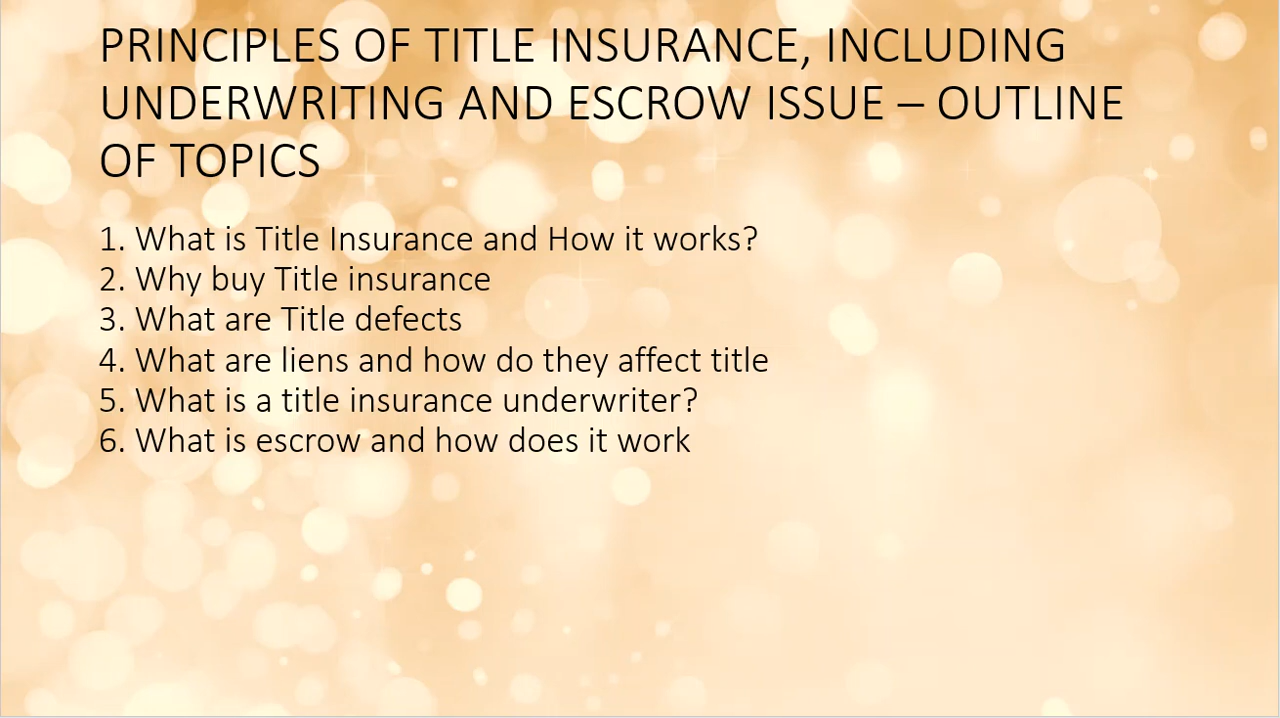 PRINCIPLES OF TITLE INSURANCE, INCLUDING
UNDERWRITING AND ESCROW ISSUE – OUTLINE
OF TOPICS
1. What is Title Insurance and How it works?
2. Why buy Title insurance
3. What are Title defects
4. What are liens and how do they affect title
5. What is a title insurance underwriter?
6. What is escrow and how does it work